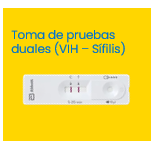 Toma de pruebas
duales (VIH – Sífilis)